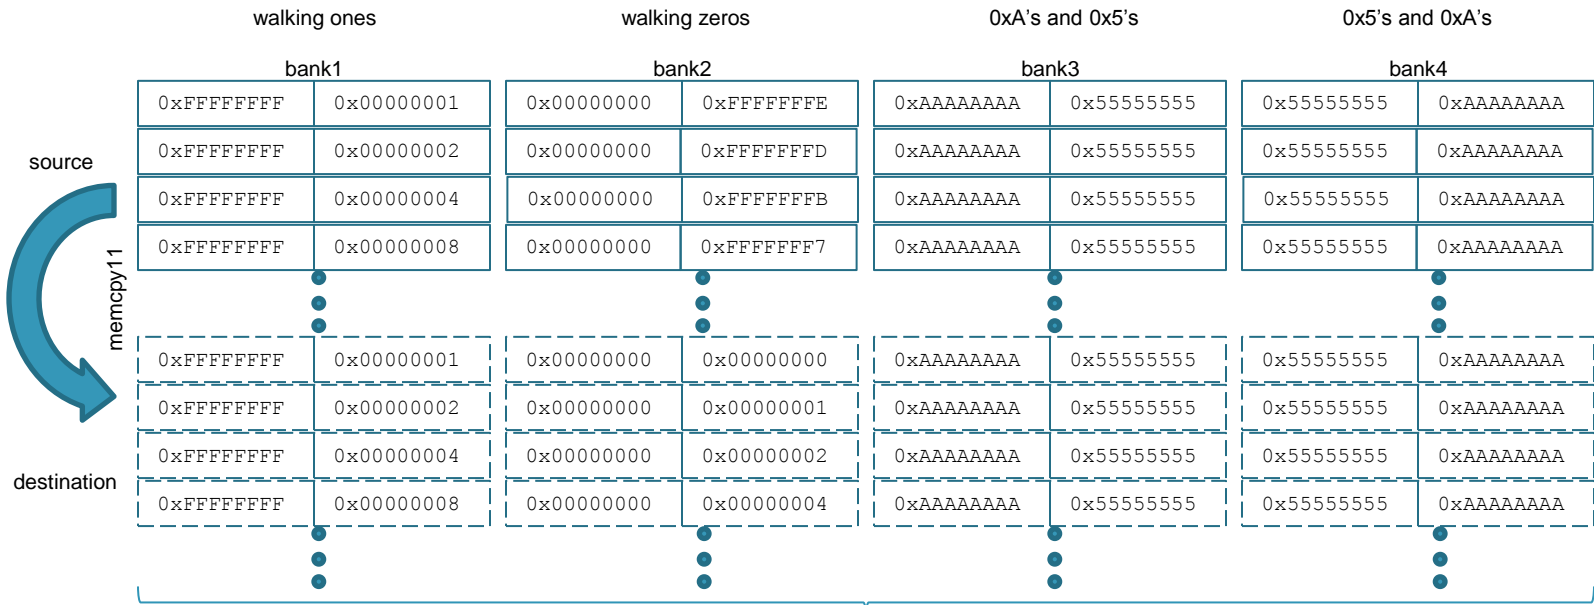 walking ones walking zeros 0xA's and 0x5's 0x5's and 0xA's
bank1 bank2 bank3 bank4
0xFFFFFFFF 0x00000001 0x00000000 0xFFFFFFFE 0xAAAAAAAA 0x55555555 0x55555555 0xAAAAAAAA
0xFFFFFFFF 0x00000002 0x00000000 0xFFFFFFFD 0xAAAAAAAA 0x55555555 0x55555555 0xAAAAAAAA
source
0xFFFFFFFF 0x00000004 0x00000000 0xFFFFFFFB 0xAAAAAAAA 0x55555555 0x55555555 0xAAAAAAAA
0xFFFFFFFF 0x00000008 0x00000000 0xFFFFFFF7 0xAAAAAAAA 0x55555555 0x55555555 0xAAAAAAAA
memcpy11
0xFFFFFFFF 0x00000001 0x00000000 0x00000000 0xAAAAAAAA 0x55555555 0x55555555 0xAAAAAAAA
0xFFFFFFFF 0x00000002 0x00000000 0x00000001 0xAAAAAAAA 0x55555555 0x55555555 0xAAAAAAAA
0xFFFFFFFF 0x00000004 0x00000000 0x00000002 0xAAAAAAAA 0x55555555 0x55555555 0xAAAAAAAA
destination
0xFFFFFFFF 0x00000008 0x00000000 0x00000004 0xAAAAAAAA 0x55555555 0x55555555 0xAAAAAAAA